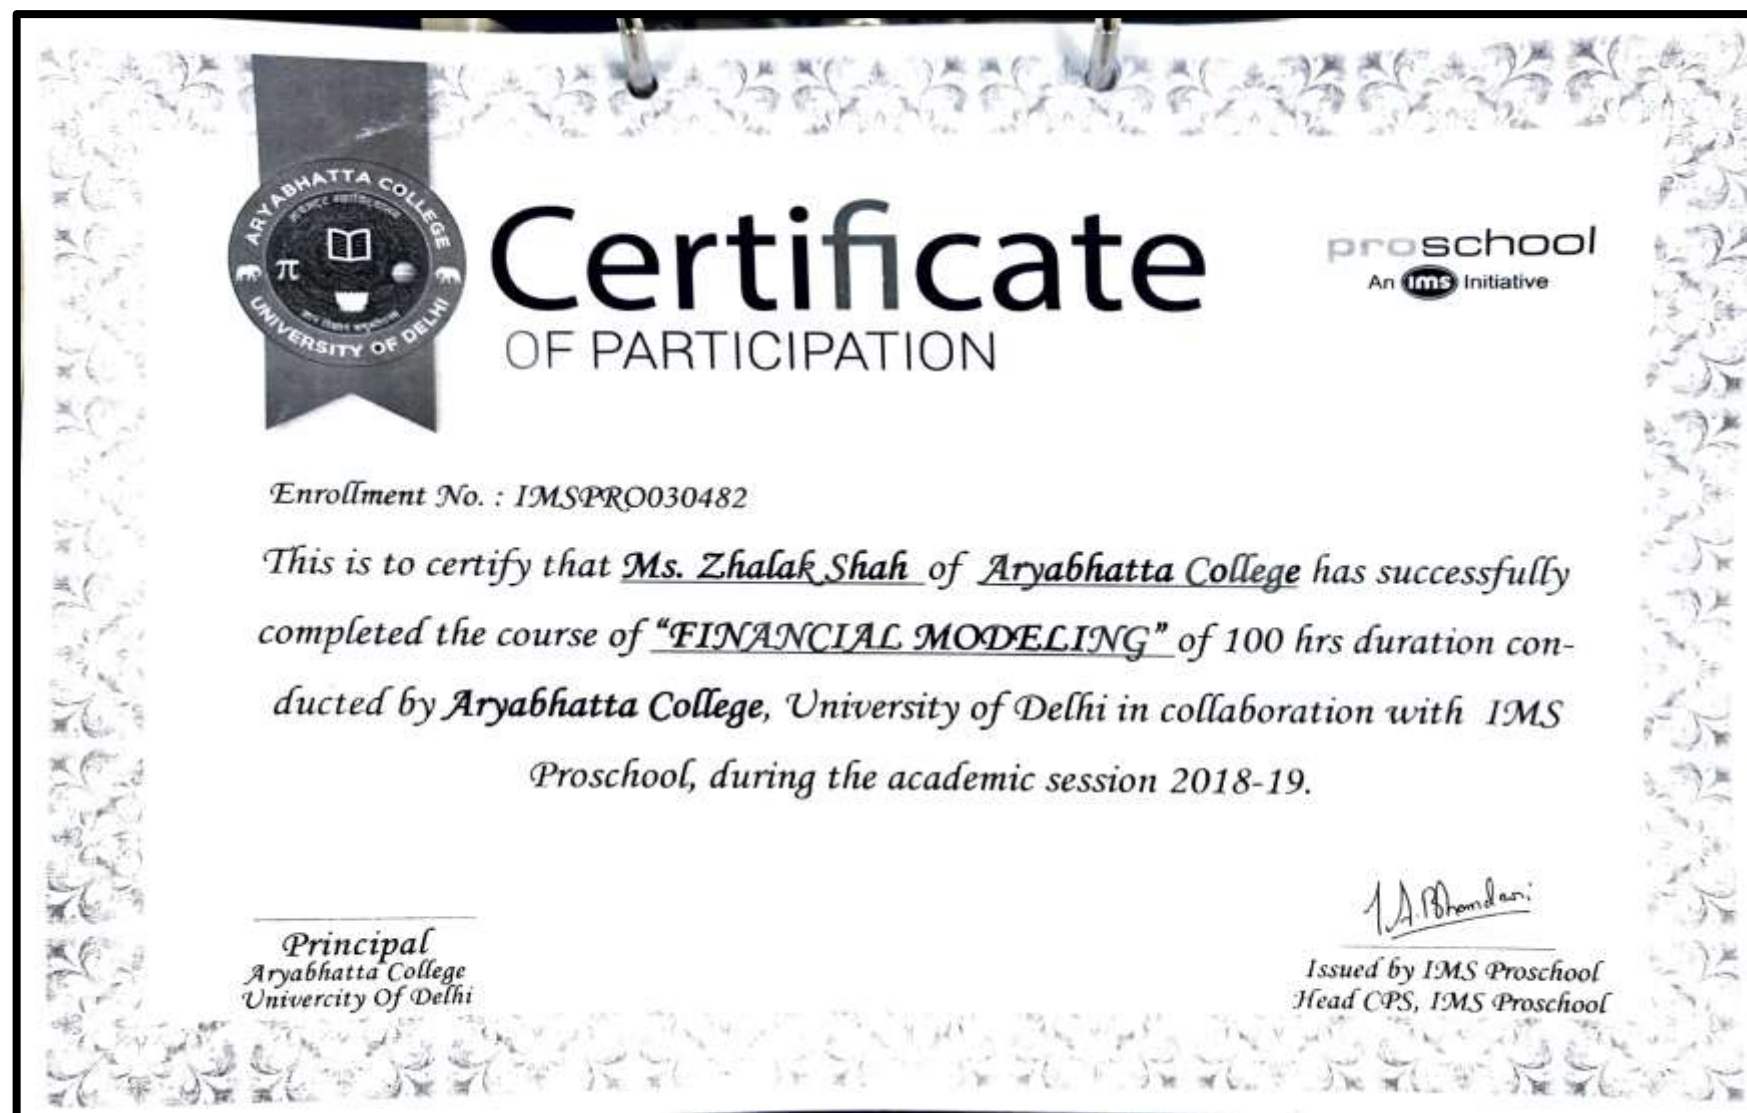 ARYABHATTA COLLEGE
UNIVERSITY OF DELHI
π
Certificate
OF PARTICIPATION
proschool
An ims Initiative
Enrollment No. : IMSPRO030482
This is to certify that Ms. Zhalak Shah of Aryabhatta College has successfully
completed the course of “FINANCIAL MODELING” of 100 hrs duration con-
ducted by Aryabhatta College, University of Delhi in collaboration with IMS
Proschool, during the academic session 2018-19.
Principal
Aryabhatta College
Univercity Of Delhi
Bhandari
Issued by IMS Proschool
Head CPS, IMS Proschool